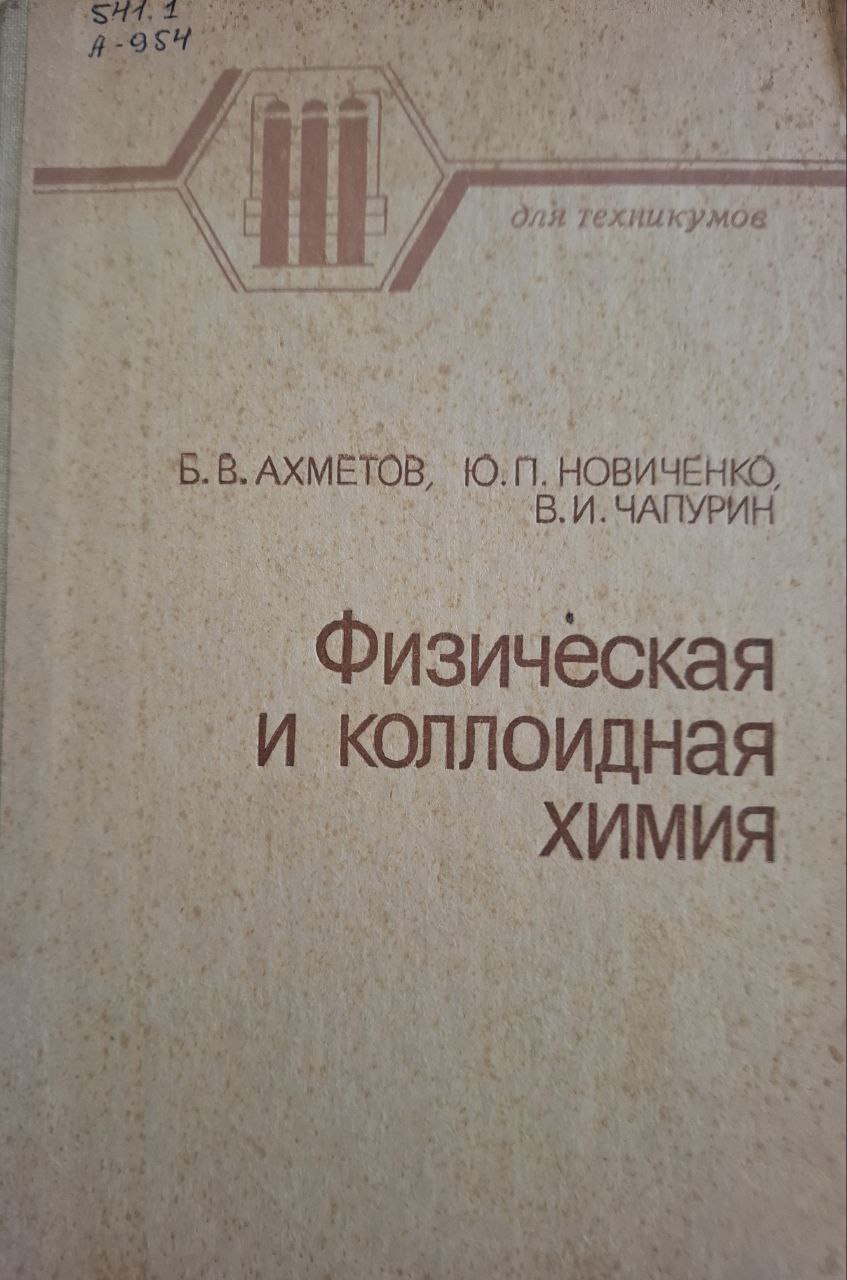 541.1
А-954
для техникумов
Б.В.АХМЕТОВ, Ю.П.НОВИЧЕНКО,
В.И.ЧАПУРИН
Физическая
и коллоидная
химия